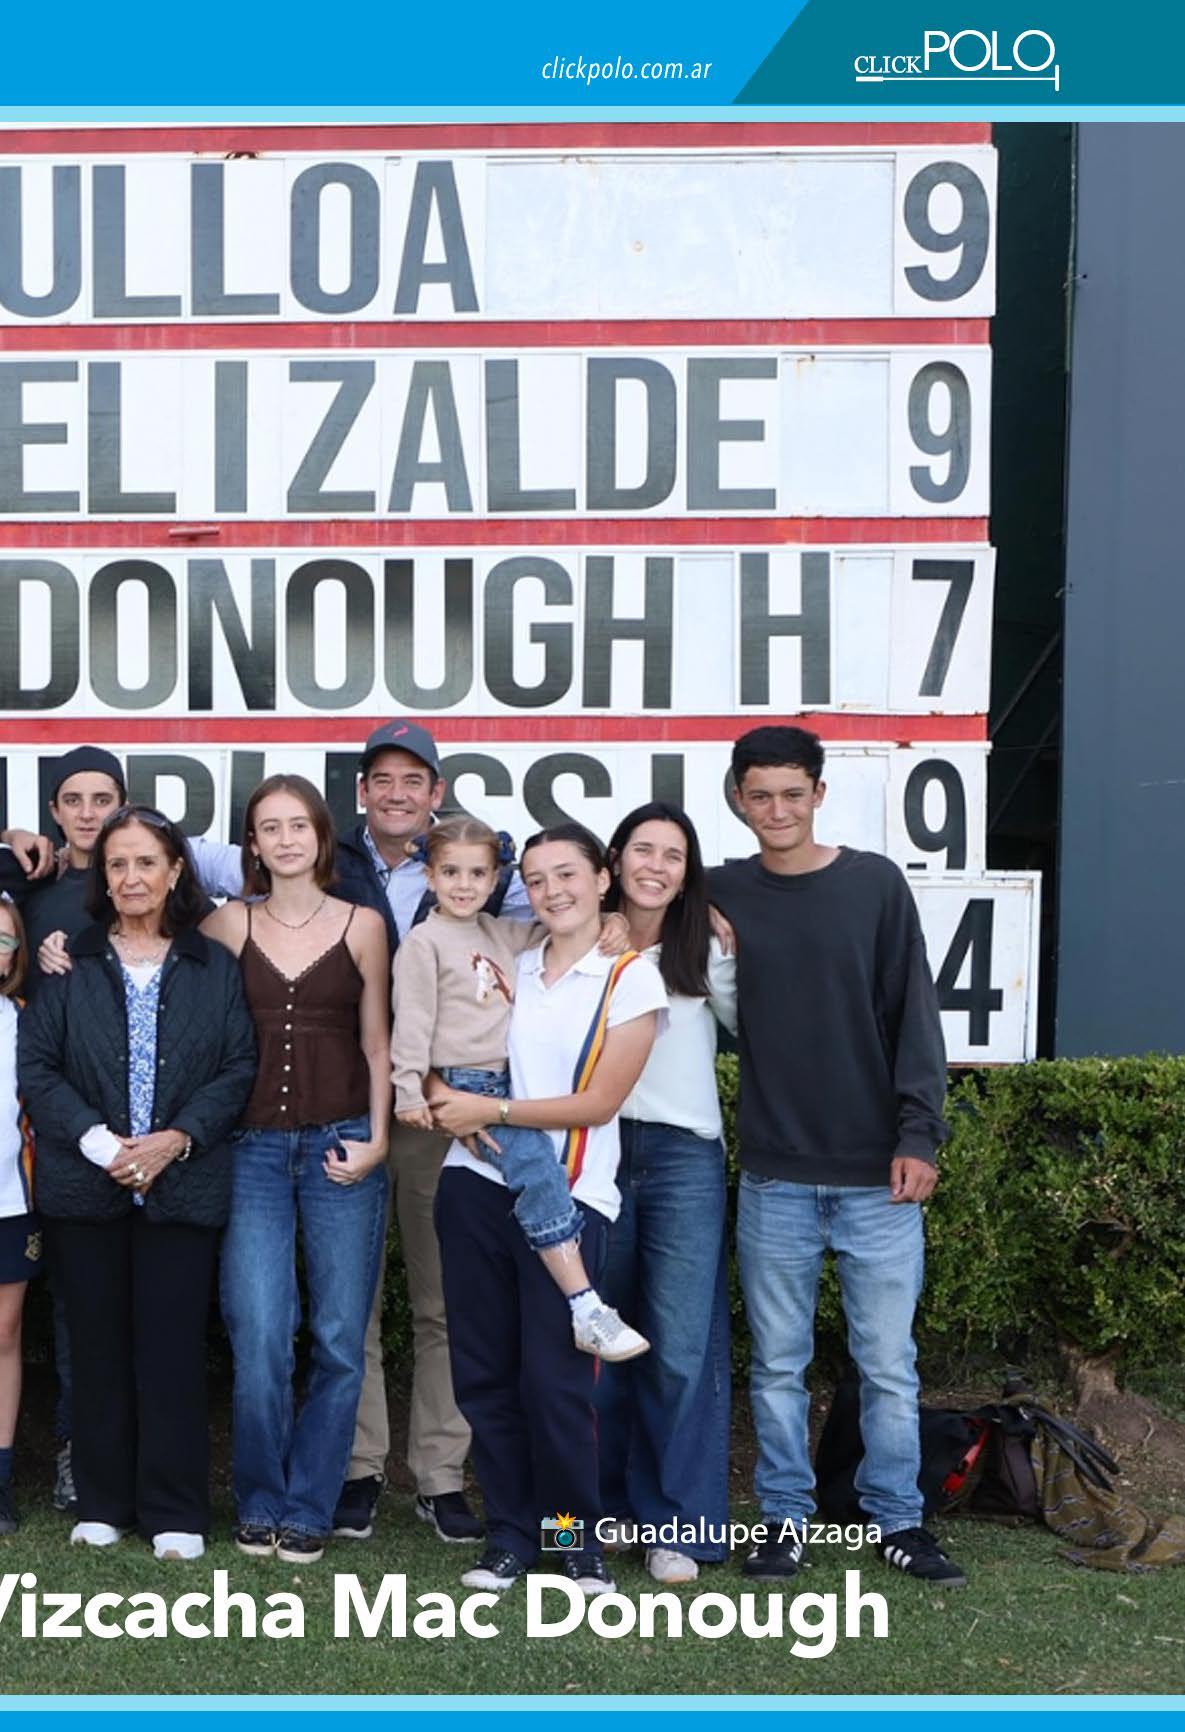 clickpolo.com.ar
CLICKPOLO
ULLOA 9
ELIZALDE 9
DONOUGH H 7
9
4
Guadalupe Aizaga
Vizcacha Mac Donough